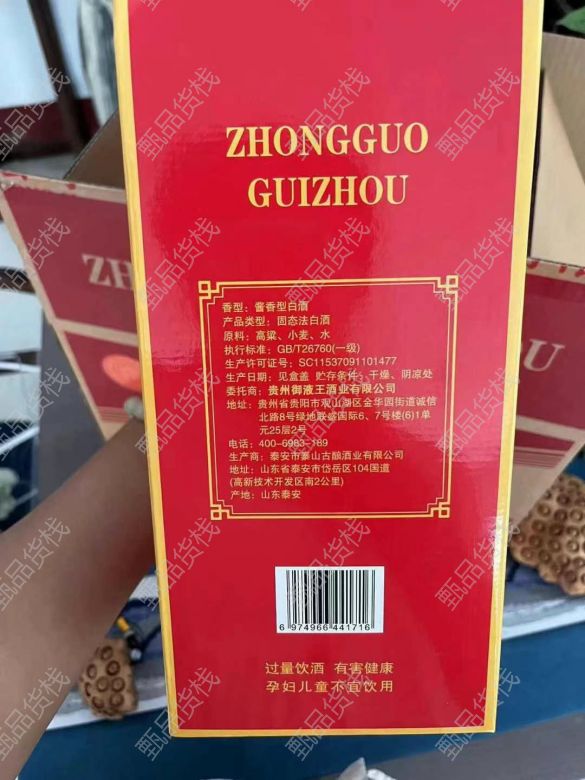 ZHONGGUO
GUIZHOU
ZH
OU
香型：酱香型白酒
产品类型：固态法白酒
原料：高粱、小麦、水
执行标准：GB/T26760(一级)
生产许可证号：SC11537091101477
生产日期：见盒盖 贮存条件：干燥、阴凉处
委托商：贵州御液王酒业有限公司
地址：贵州省贵阳市观山湖区金华园街道诚信
北路8号绿地联盛国际6、7号楼(6)1单
元25层2号
电话：400-6983-189
生产商：泰安市泰山古酿酒业有限公司
地址：山东省泰安市岱岳区104国道
(高新技术开发区南2公里)
产地：山东泰安
6 974966 441716
过量饮酒 有害健康
孕妇儿童不宜饮用
甄品货栈